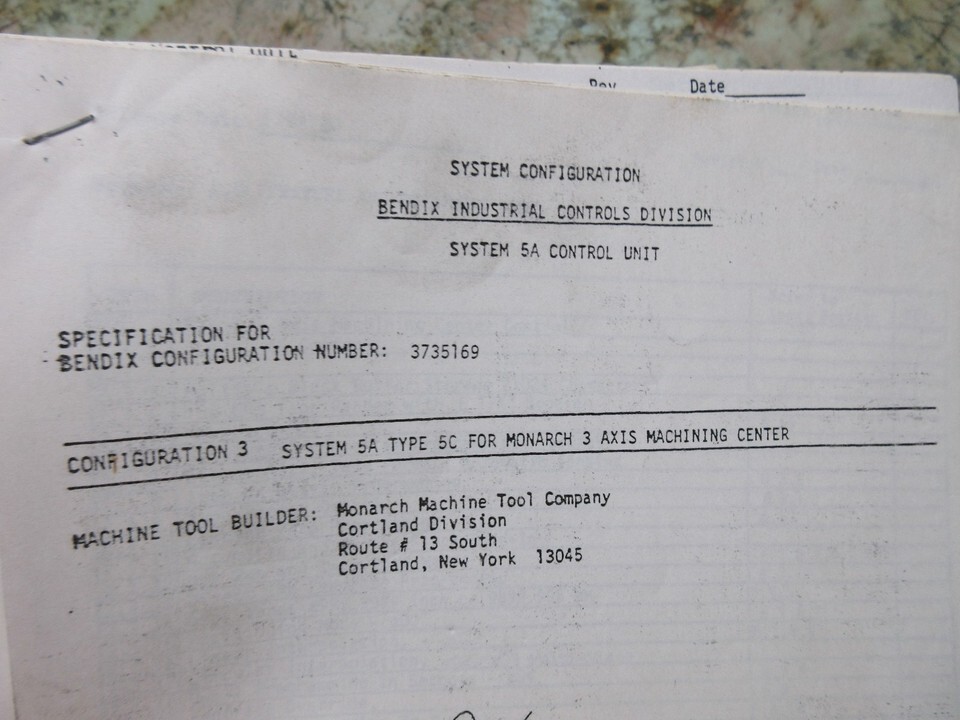 Date
SYSTEM CONFIGURATION
BENDIX INDUSTRIAL CONTROLS DIVISION
SYSTEM 5A CONTROL UNIT
SPECIFICATION FOR
BENDIX CONFIGURATION NUMBER: 3735169
CONFIGURATION 3 SYSTEM 5A TYPE 5C FOR MONARCH 3 AXIS MACHINING CENTER
MACHINE TOOL BUILDER: Monarch Machine Tool Company
Cortland Division
Route # 13 South
Cortland, New York 13045